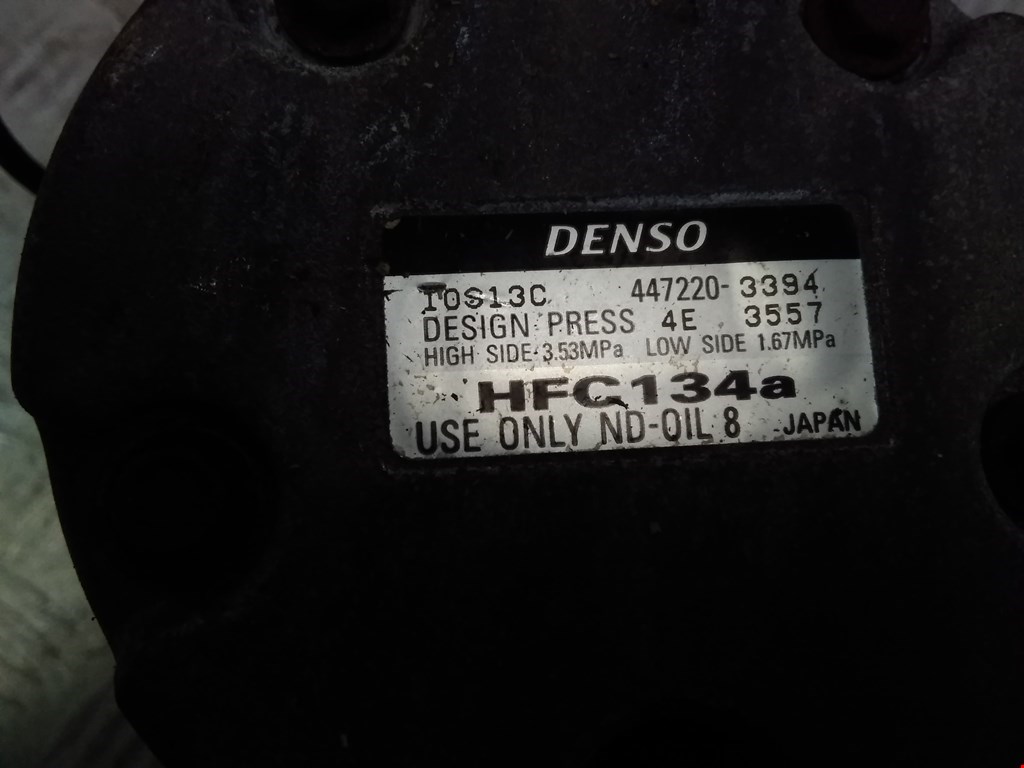 DENSO
10S13C 447220-3394
DESIGN PRESS 4E 3557
HIGH SIDE 3.53MPa LOW SIDE 1.67MPa
HFC134a
USE ONLY ND-OIL 8 JAPAN